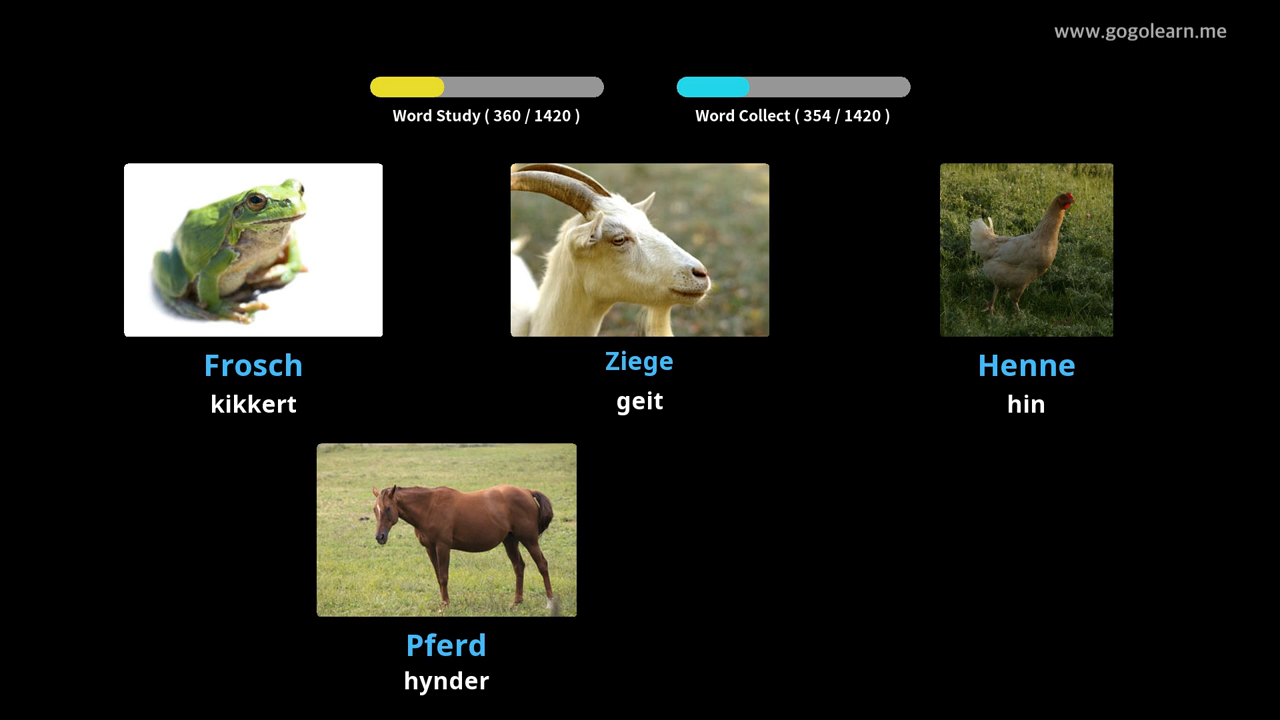 www.gogolearn.me
Word Study ( 360 / 1420 )
Word Collect ( 354 / 1420 )
Frosch
kikkert
Ziege
geit
Henne
hin
Pferd
hynder